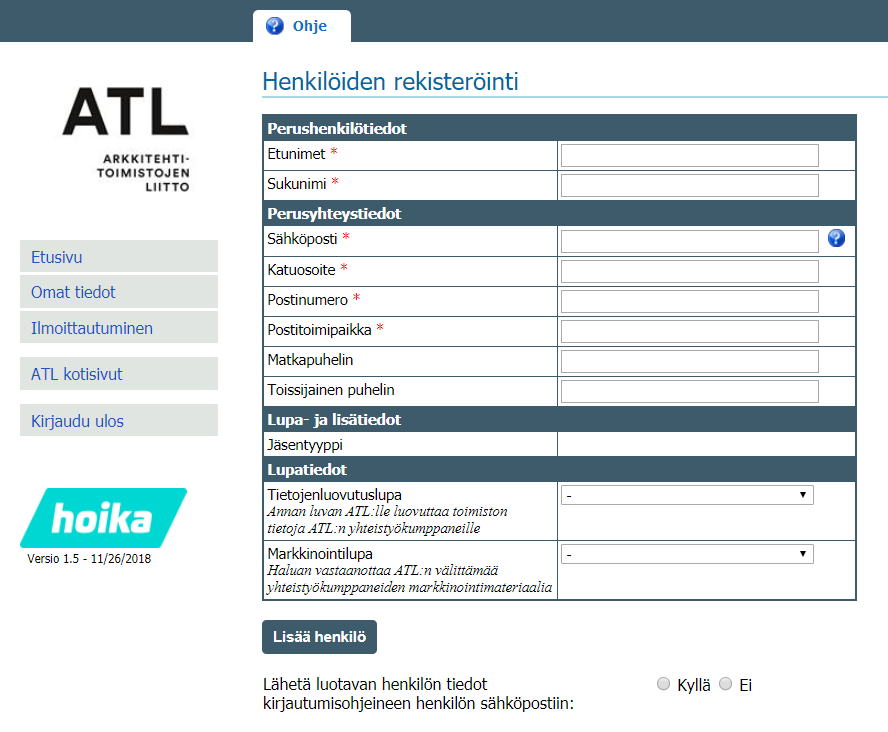 Ohje
ATL
ARKKITEHTI-
TOIMISTOJEN
LIITTO
Etusivu
Omat tiedot
Ilmoittautuminen
ATL kotisivut
Kirjaudu ulos
hoika
Versio 1.5 - 11/26/2018
Henkilöiden rekisteröinti
Perushenkilötiedot
Etunimet *
Sukunimi *
Perusyhteystiedot
Sähköposti *
Katuosoite *
Postinumero *
Postitoimipaikka *
Matkapuhelin
Toissijainen puhelin
Lupa- ja lisätiedot
Jäsentyyppi
Lupatiedot
Tietojenluovutuslupa -
Annan luvan ATL:lle luovuttaa toimiston
tietoja ATL:n yhteistyökumppaneille
Markkinointilupa -
Haluan vastaanottaa ATL:n välittämää
yhteistyökumppaneiden markkinointimateriaalia
Lisää henkilö
Lähetä luotavan henkilön tiedot Kyllä Ei
kirjautumisohjeineen henkilön sähköpostiin: